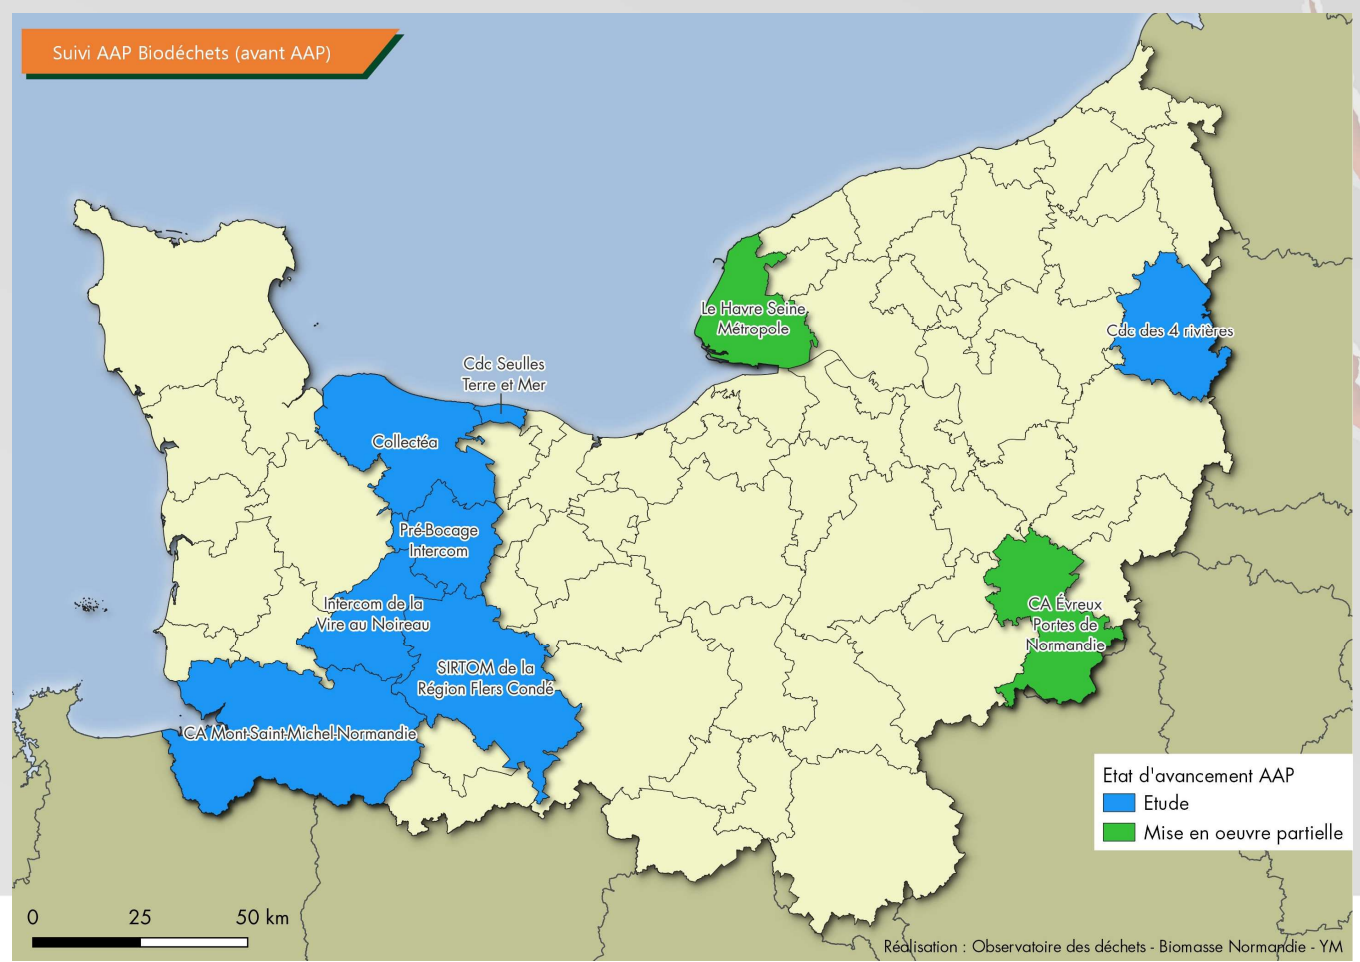 Suivi AAP Biodéchets (avant AAP)
Le Havre Seine
Métropole
Cdc des 4 rivières
Cdc Seulles
Terre et Mer
Collectéa
Pré-Bocage
Intercom
Intercom de la
Vire au Noireau
CA Évreux
Portes de
Normandie
SIRTOM de la
Région Flers Condé
CA Mont-Saint-Michel-Normandie
Etat d'avancement AAP
Etude
Mise en oeuvre partielle
0 25 50 km
Réalisation : Observatoire des déchets - Biomasse Normandie - YM